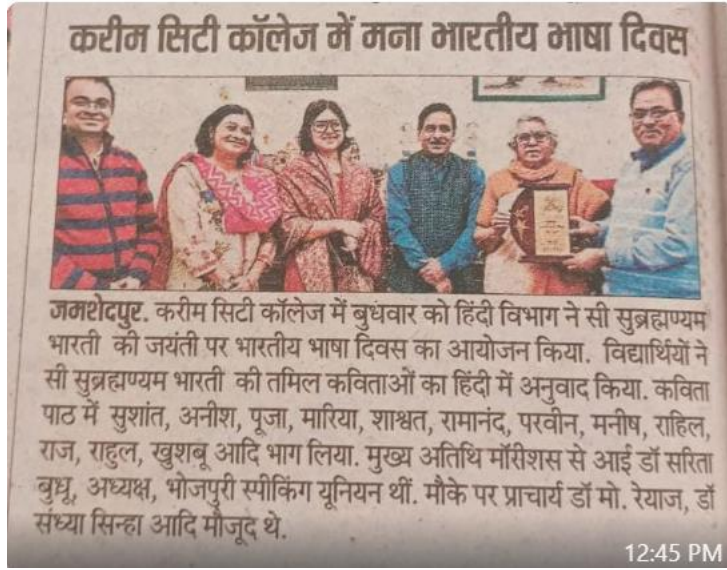 करीम सिटी कॉलेज में मना भारतीय भाषा दिवस
जमशेदपुर. करीम सिटी कॉलेज में बुधवार को हिंदी विभाग ने सी सुब्रह्मण्यम
भारती की जयंती पर भारतीय भाषा दिवस का आयोजन किया. विद्यार्थियों ने
सी सुब्रह्मण्यम भारती की तमिल कविताओं का हिंदी में अनुवाद किया. कविता
पाठ में सुशांत, अनीश, पूजा, मारिया, शाश्वत, रामानंद, परवीन, मनीष, राहिल,
राज, राहुल, खुशबू आदि भाग लिया. मुख्य अतिथि मॉरीशस से आई डॉ सरिता
बुधू, अध्यक्ष, भोजपुरी स्पीकिंग यूनियन थीं. मौके पर प्राचार्य डॉ मो. रेयाज, डॉ
संध्या सिन्हा आदि मौजूद थे.
12:45 PM